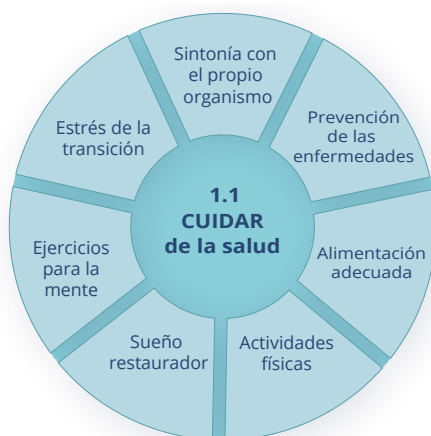 Sintonía con
el propio
organismo
Prevención
de las
enfermedades
Alimentación
adecuada
Actividades
físicas
Sueño
restaurador
Ejercicios
para la
mente
Estrés de la
transición
1.1
CUIDAR
de la salud